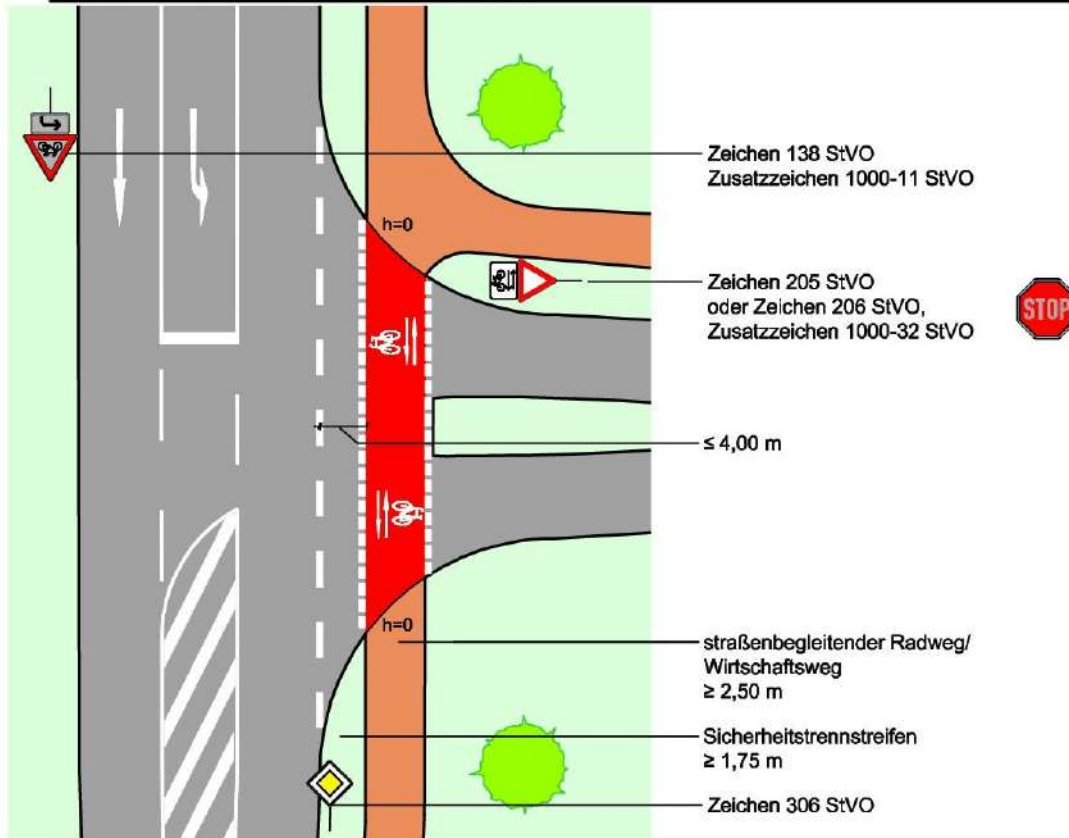 Zeichen 138 StVO
Zusatzzeichen 1000-11 StVO
h=0
Zeichen 205 StVO
oder Zeichen 206 StVO,
Zusatzzeichen 1000-32 StVO
STOP
≤ 4,00 m
h=0
straßenbegleitender Radweg/
Wirtschaftsweg
≥ 2,50 m
Sicherheitstrennstreifen
≥ 1,75 m
Zeichen 306 StVO